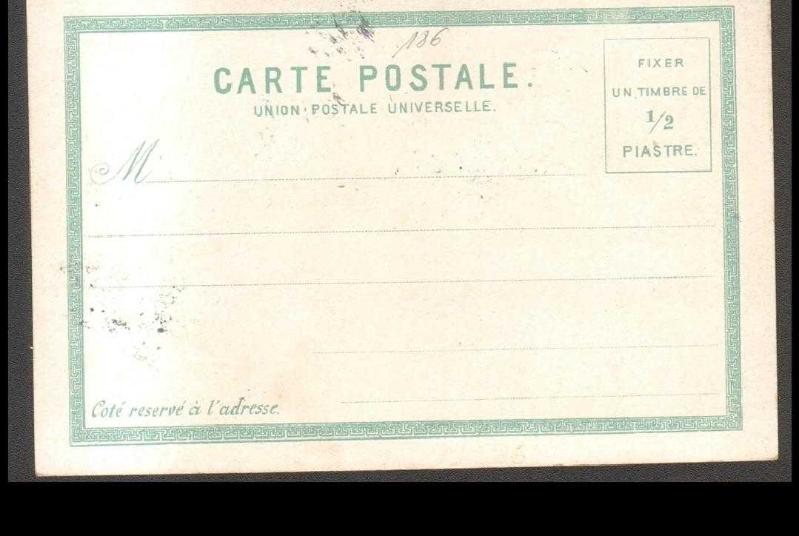 186
CARTE POSTALE.
UNION POSTALE UNIVERSELLE.
FIXER
UN TIMBRE DE
1/2
PIASTRE.
M
Coté reservé à l'adresse.